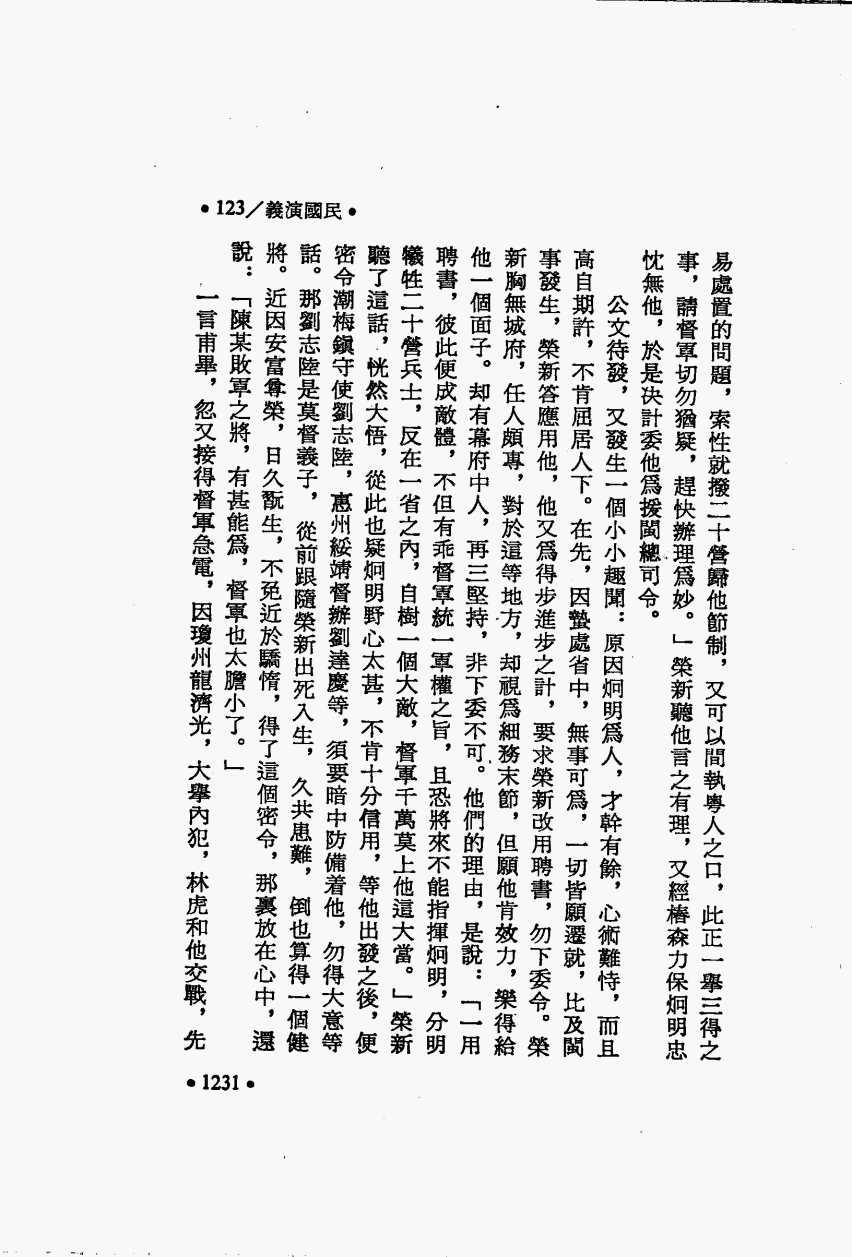 •123/義演國民•
易處置的問題，索性就撥二十營歸他節制，又可以間執粵人之口，此正一舉三得之
事，請督軍切勿猶疑，趕快辦理爲妙。」榮新聽他言之有理，又經椿森力保炯明忠
忱無他，於是決計委他爲援閩總司令。
公文待發，又發生一個小小趣聞：原因炯明爲人，才幹有餘，心術難恃，而且
高自期許，不肯屈居人下。在先，因蟄處省中，無事可爲，一切皆願遷就，比及閩
事發生，榮新答應用他，他又爲得步進步之計，要求榮新改用聘書，勿下委令。榮
新胸無城府，任人頗專，對於這等地方，却視爲細務末節，但願他肯效力，樂得給
他一個面子。却有幕府中人，再三堅持，非下委不可。他們的理由，是說：「一用
聘書，彼此便成敵體，不但有乖督軍統一軍權之旨，且恐將來不能指揮炯明，分明
犧牲二十營兵士，反在一省之內，自樹一個大敵，督軍千萬莫上他這大當。」榮新
聽了這話，恍然大悟，從此也疑炯明野心太甚，不肯十分信用，等他出發之後，便
密令潮梅鎮守使劉志陸，惠州綏靖督辦劉達慶等，須要暗中防備着他，勿得大意等
話。那劉志陸是莫督義子，從前跟隨榮新出死入生，久共患難，倒也算得一個健
將。近因安富尊榮，日久翫生，不免近於驕惰，得了這個密令，那裏放在心中，還
說：「陳某敗軍之將，有甚能爲，督軍也太膽小了。」
一言甫畢，忽又接得督軍急電，因瓊州龍濟光，大舉內犯，林虎和他交戰，先
•1231•